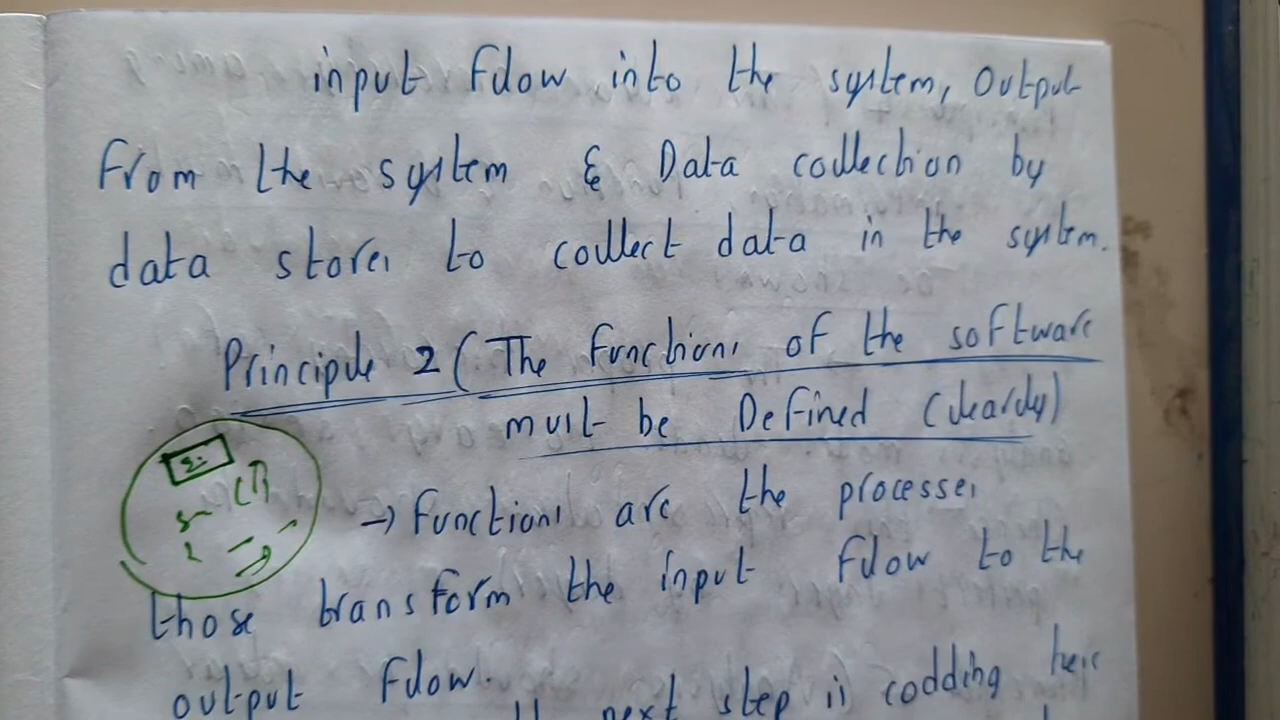 input flow into the system, Output
from the system & Data collection by
data stores to collect data in the system.
Principle 2 (The functions of the software
must be Defined (clearly)
→ functions are the processes
those transform the input flow to the
output flow.
next step is codding here